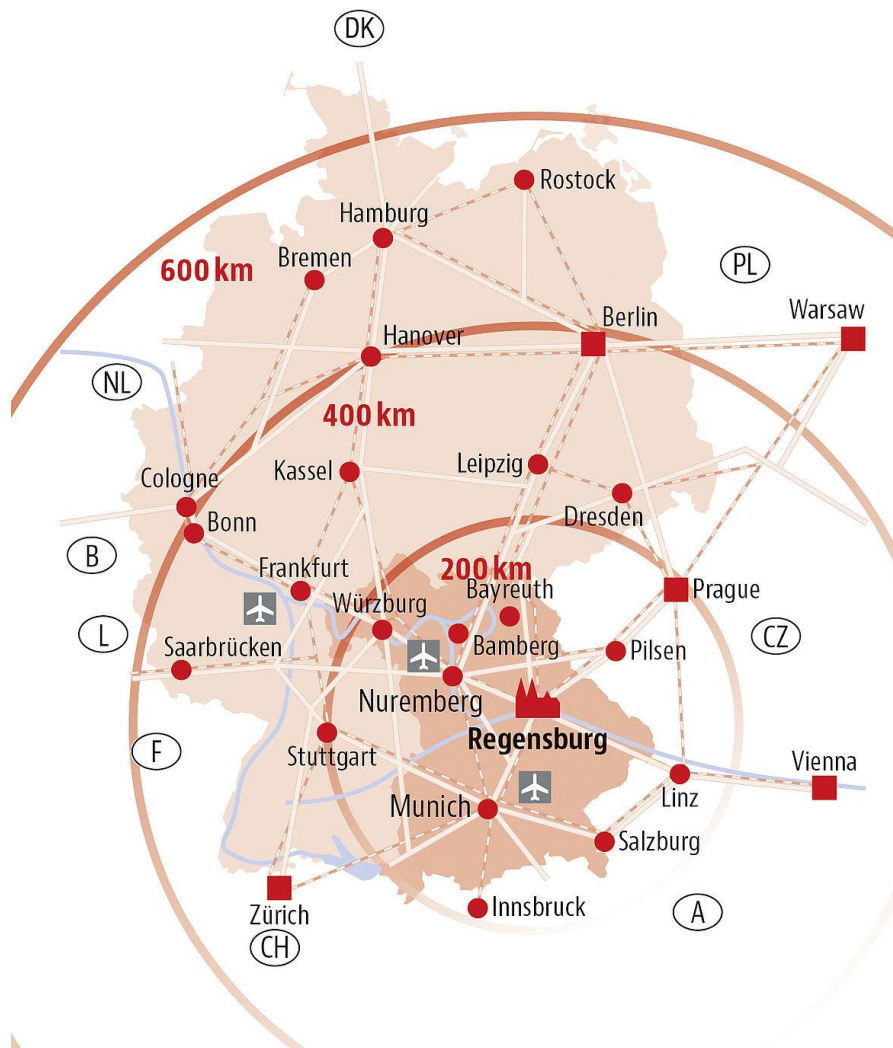 DK
Rostock
Hamburg
Bremen
600 km
PL
Berlin
Warsaw
Hanover
NL
400 km
Kassel
Leipzig
Cologne
Dresden
Bonn
B
Frankfurt
200 km
Bayreuth
Prague
Würzburg
L
CZ
Saarbrücken
Bamberg
Pilsen
Nuremberg
Regensburg
F
Stuttgart
Vienna
Linz
Munich
Salzburg
Zürich
Innsbruck
A
CH